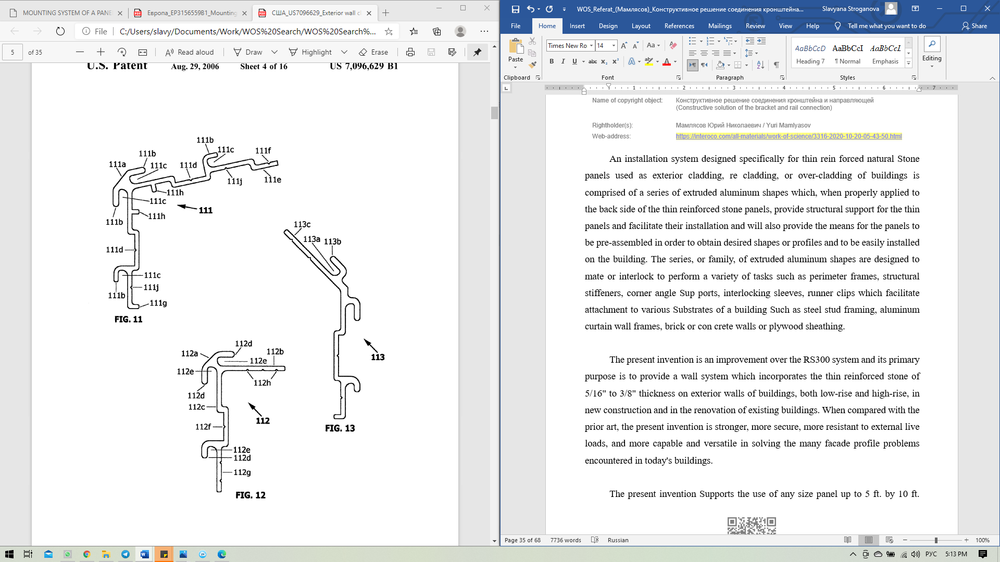 MOUNTING SYSTEM OF A PANE
Европа_EP3156559B1_Mounting
США_US7096629_Exterior wall cl
File
C:/Users/slavy/Documents/Work/WOS%20Search/WOS%20Search%...
5
of 35
Read aloud
Draw
Highlight
Erase
U.S. Patent
Aug. 29, 2006
Sheet 4 of 16
US 7,096,629 B1
111b
111c
111f
111b
111a
111c
111d
111j
111e
111h
111c
111
111h
111b
111d
111c
111j
111b
111g
FIG. 11
113c
113a
113b
113
FIG. 13
112d
112a
112b
112e
112e
112h
112d
112c
112
112f
112e
112d
112g
FIG. 12
WOS_Referat_(Мамлясов)_Конструктивное решение соединения кронштейна...
Slavyana Stroganova
File
Home
Insert
Design
Layout
References
Mailings
Review
View
Help
Tell me what you want to do
Share
Paste
Times New Ro
14
Aa
B I U abc x₂ x²
A
A
AaBbCcD
AaBbCcI
AaBbCcI
Heading 7
¶ Normal
Emphasis
Editing
Clipboard
Font
Paragraph
Styles
1 2 3 4 5 6 7
Name of copyright object:
Конструктивное решение соединения кронштейна и направляющей
(Constructive solution of the bracket and rail connection)
Rightholder(s):
Мамлясов Юрий Николаевич / Yuri Mamlyasov
Web-address:
https://interoco.com/all-materials/work-of-science/3316-2020-10-20-05-43-50.html
An installation system designed specifically for thin rein forced natural Stone
panels used as exterior cladding, re cladding, or over-cladding of buildings is
comprised of a series of extruded aluminum shapes which, when properly applied to
the back side of the thin reinforced stone panels, provide structural support for the thin
panels and facilitate their installation and will also provide the means for the panels to
be pre-assembled in order to obtain desired shapes or profiles and to be easily installed
on the building. The series, or family, of extruded aluminum shapes are designed to
mate or interlock to perform a variety of tasks such as perimeter frames, structural
stiffeners, corner angle Sup ports, interlocking sleeves, runner clips which facilitate
attachment to various Substrates of a building Such as steel stud framing, aluminum
curtain wall frames, brick or con crete walls or plywood sheathing.
The present invention is an improvement over the RS300 system and its primary
purpose is to provide a wall system which incorporates the thin reinforced stone of
5/16" to 3/8" thickness on exterior walls of buildings, both low-rise and high-rise, in
new construction and in the renovation of existing buildings. When compared with the
prior art, the present invention is stronger, more secure, more resistant to external live
loads, and more capable and versatile in solving the many facade profile problems
encountered in today's buildings.
The present invention Supports the use of any size panel up to 5 ft. by 10 ft.
Page 35 of 68
7736 words
Russian
100%
РУС
5:13 PM